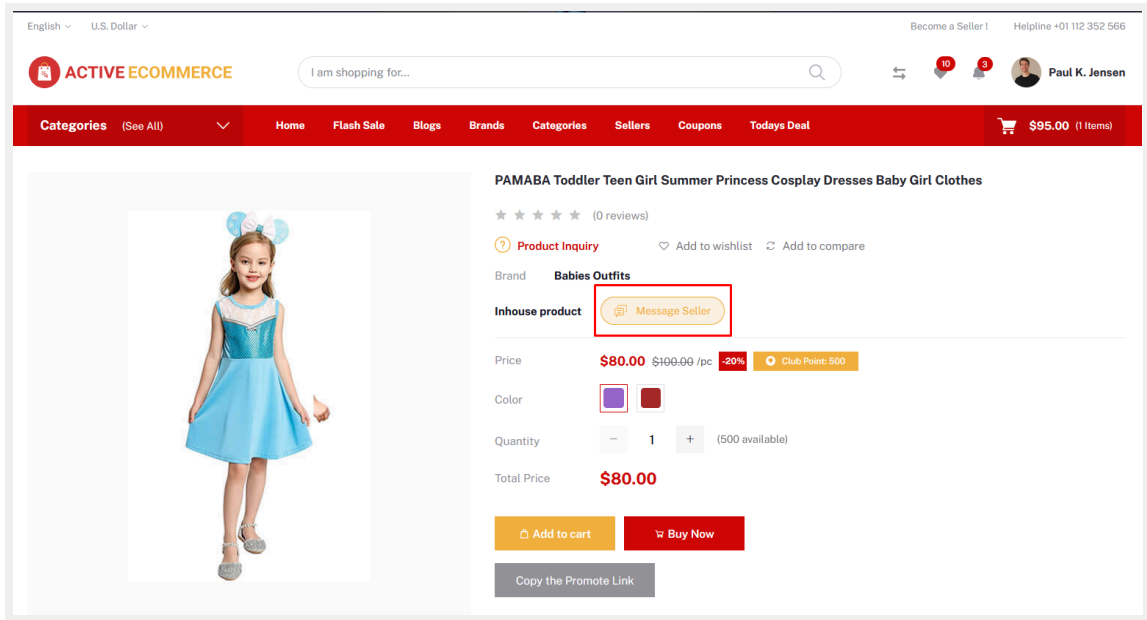 English U.S. Dollar Become a Seller ! Helpline +01 112 352 566
ACTIVE ECOMMERCE I am shopping for... 10 3 Paul K. Jensen
Categories (See All) Home Flash Sale Blogs Brands Categories Sellers Coupons Todays Deal $95.00 (1 Items)
PAMABA Toddler Teen Girl Summer Princess Cosplay Dresses Baby Girl Clothes
(0 reviews)
? Product Inquiry Add to wishlist Add to compare
Brand Babies Outfits
Inhouse product Message Seller
Price $80.00 $100.00 /pc -20% Club Point: 500
Color
Quantity − 1 + (500 available)
Total Price $80.00
Add to cart Buy Now
Copy the Promote Link